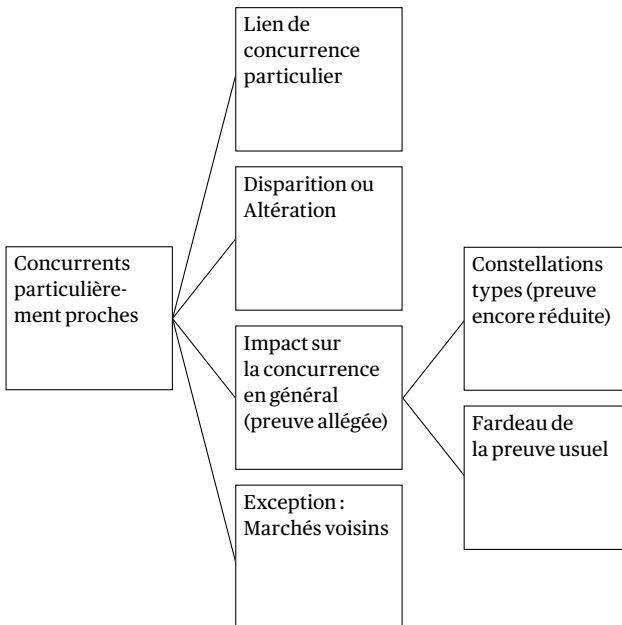 Lien de
concurrence
particulier
Disparition ou
Altération
Concurrents
particulière-
ment proches
Impact sur
la concurrence
en général
(preuve allégée)
Exception :
Marchés voisins
Constellations
types (preuve
encore réduite)
Fardeau de
la preuve usuel